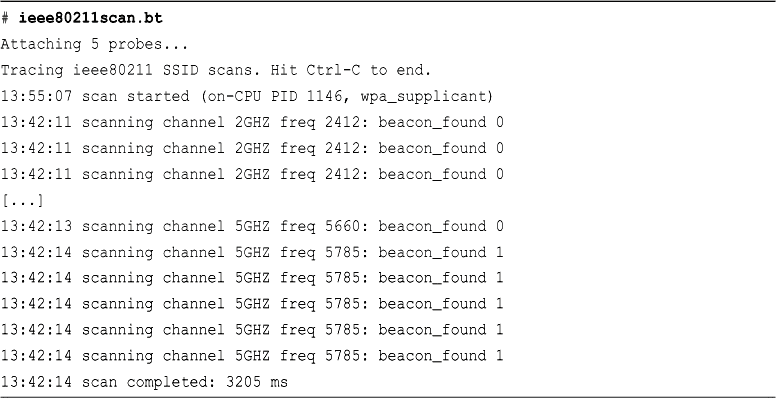 # ieee80211scan.bt
Attaching 5 probes...
Tracing ieee80211 SSID scans. Hit Ctrl-C to end.
13:55:07 scan started (on-CPU PID 1146, wpa_supplicant)
13:42:11 scanning channel 2GHZ freq 2412: beacon_found 0
13:42:11 scanning channel 2GHZ freq 2412: beacon_found 0
13:42:11 scanning channel 2GHZ freq 2412: beacon_found 0
[...]
13:42:13 scanning channel 5GHZ freq 5660: beacon_found 0
13:42:14 scanning channel 5GHZ freq 5785: beacon_found 1
13:42:14 scanning channel 5GHZ freq 5785: beacon_found 1
13:42:14 scanning channel 5GHZ freq 5785: beacon_found 1
13:42:14 scanning channel 5GHZ freq 5785: beacon_found 1
13:42:14 scanning channel 5GHZ freq 5785: beacon_found 1
13:42:14 scan completed: 3205 ms